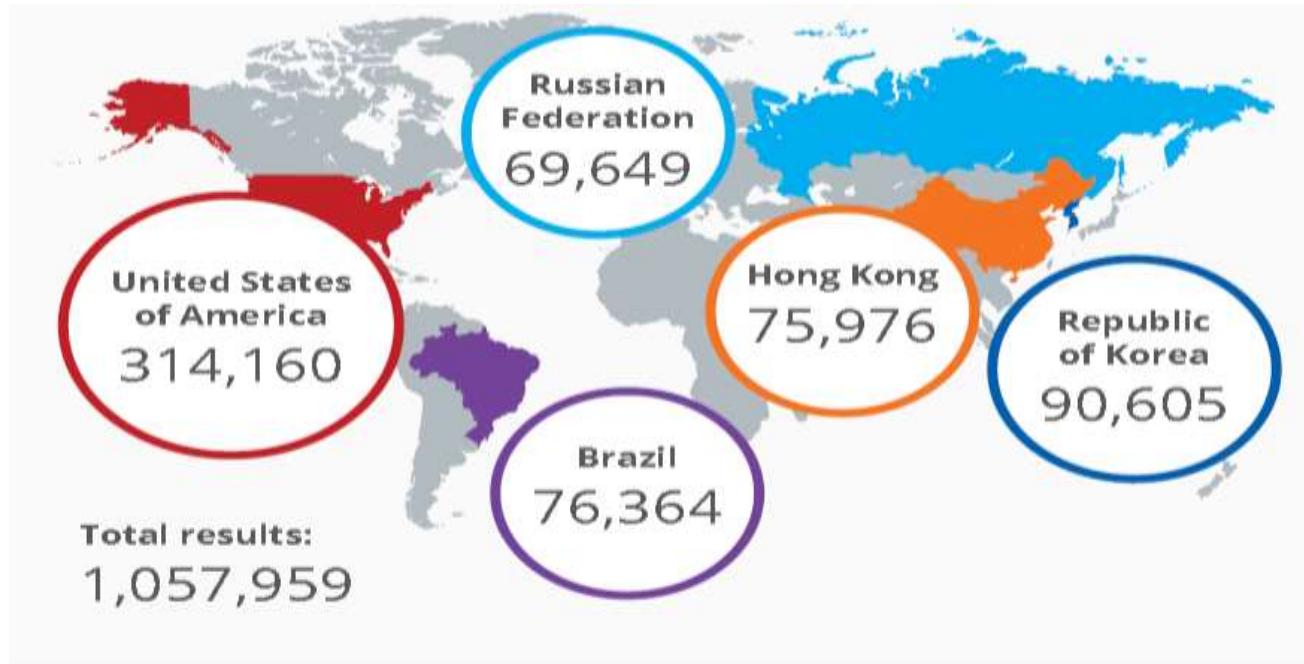 Russian
Federation
69,649
United States
of America
314,160
Hong Kong
75,976
Republic
of Korea
90,605
Brazil
76,364
Total results:
1,057,959